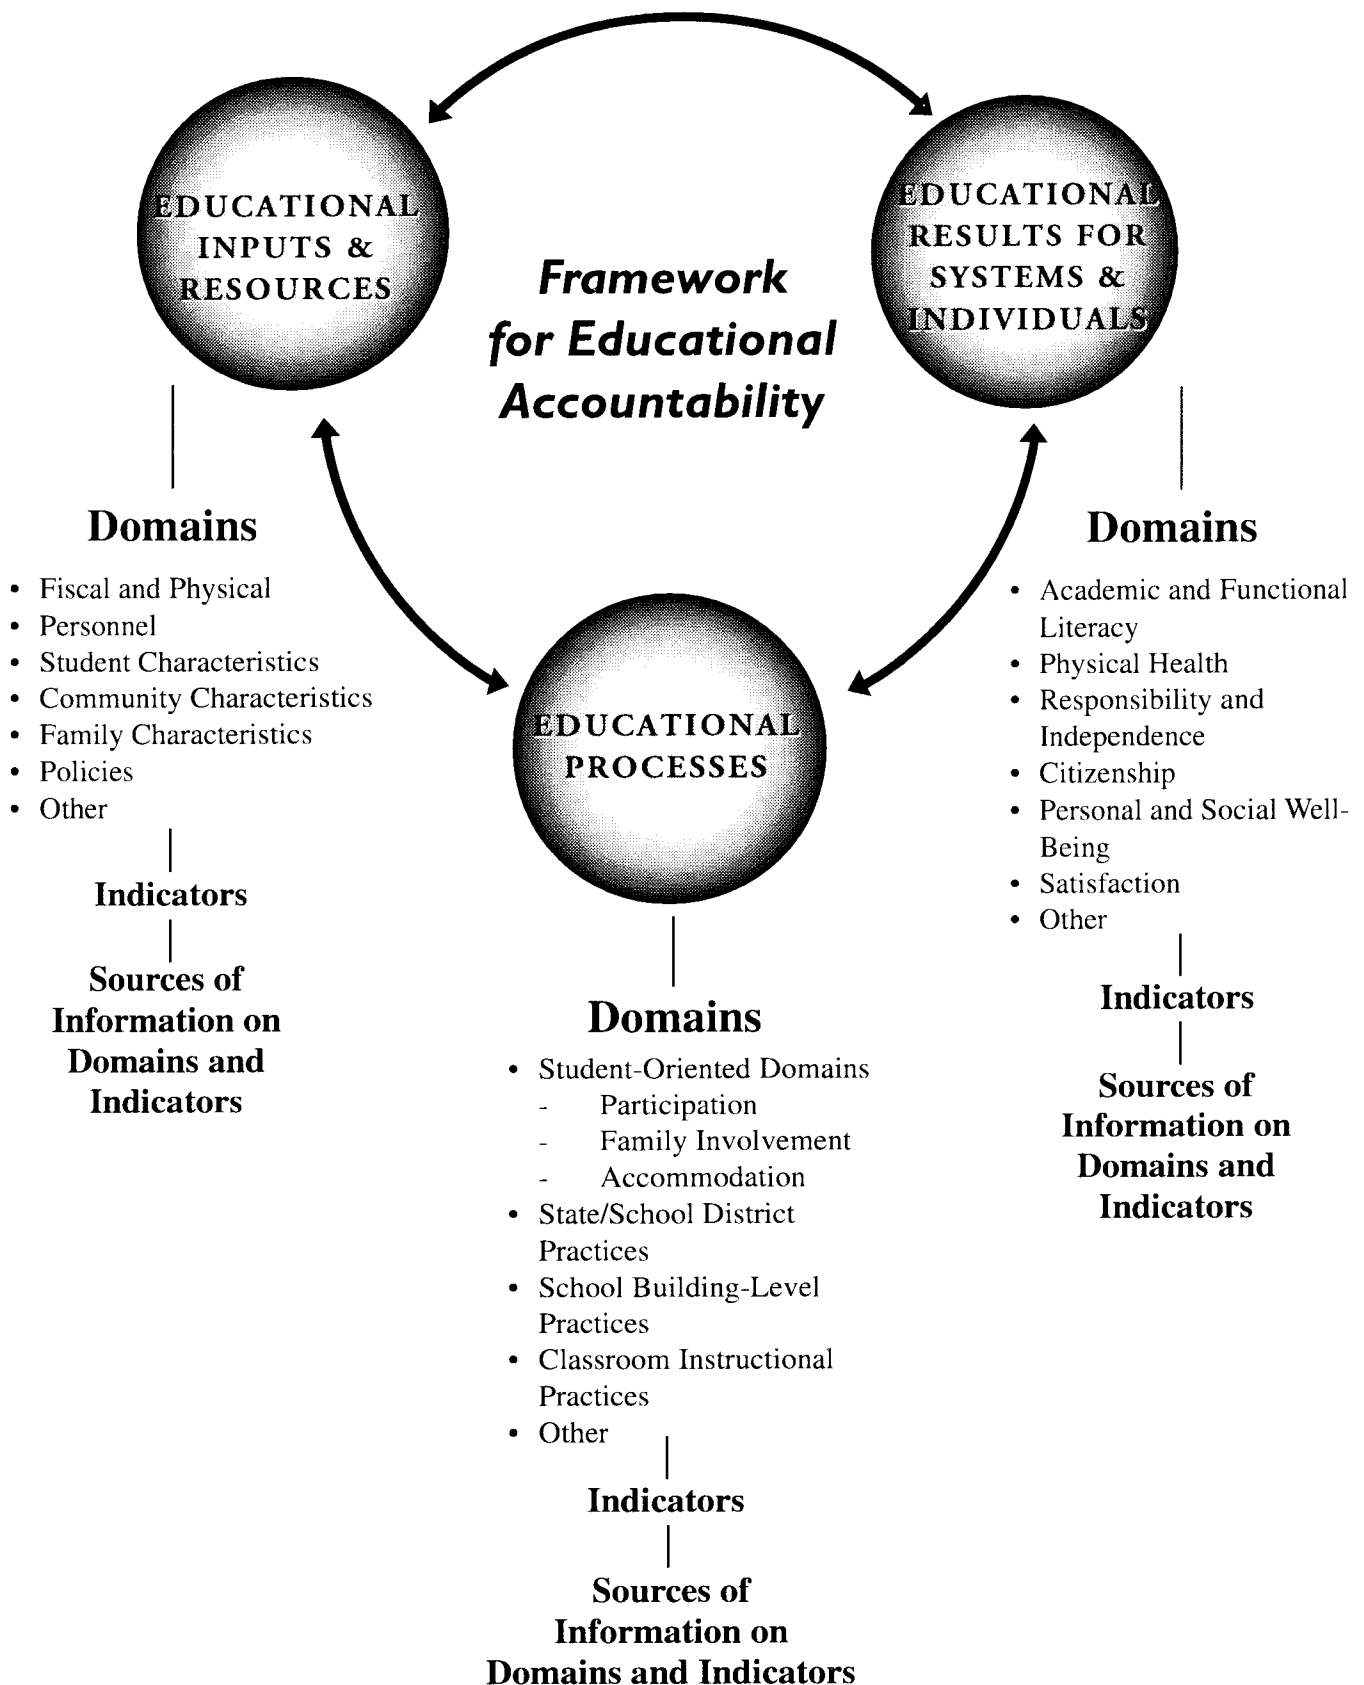 EDUCATIONAL
INPUTS &
RESOURCES
Framework
for Educational
Accountability
EDUCATIONAL
RESULTS FOR
SYSTEMS &
INDIVIDUALS
Domains
• Fiscal and Physical
• Personnel
• Student Characteristics
• Community Characteristics
• Family Characteristics
• Policies
• Other
Indicators
Sources of
Information on
Domains and
Indicators
EDUCATIONAL
PROCESSES
Domains
• Student-Oriented Domains
- Participation
- Family Involvement
- Accommodation
• State/School District
Practices
• School Building-Level
Practices
• Classroom Instructional
Practices
• Other
Indicators
Sources of
Information on
Domains and Indicators
Domains
• Academic and Functional
Literacy
• Physical Health
• Responsibility and
Independence
• Citizenship
• Personal and Social Well-
Being
• Satisfaction
• Other
Indicators
Sources of
Information on
Domains and
Indicators